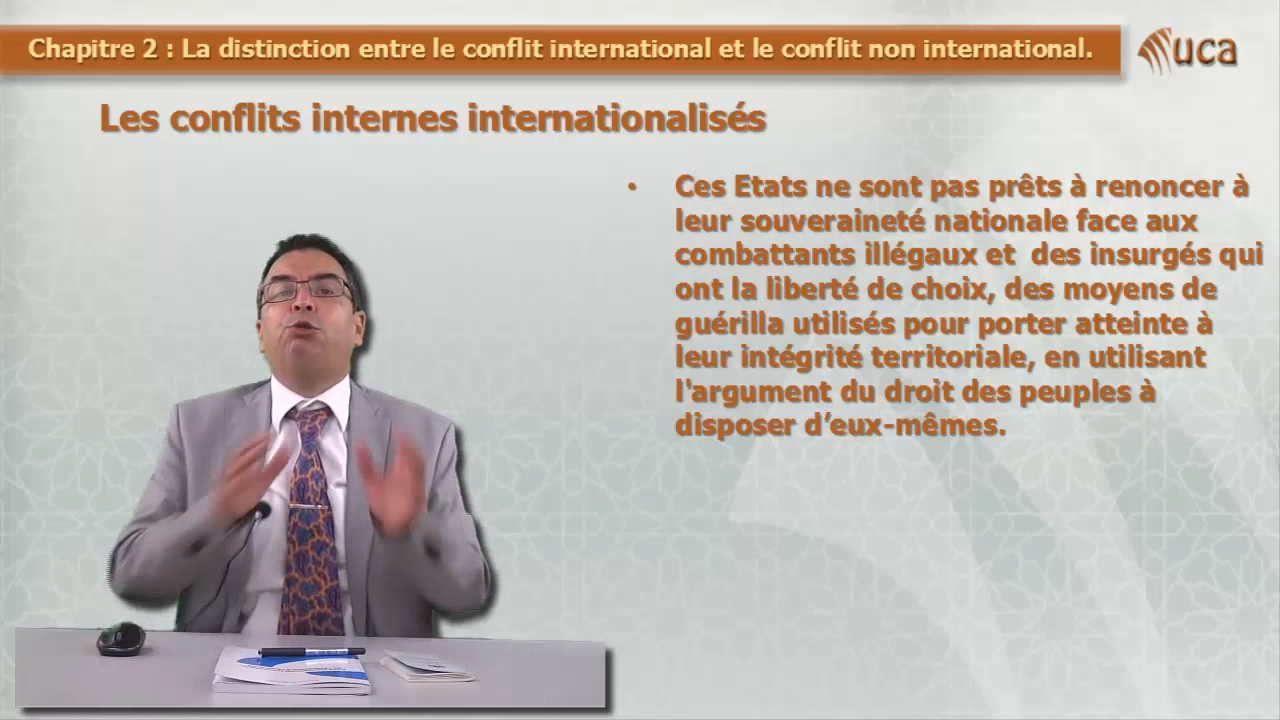 Chapitre 2 : La distinction entre le conflit international et le conflit non international.
uca
Les conflits internes internationalisés
• Ces Etats ne sont pas prêts à renoncer à
leur souveraineté nationale face aux
combattants illégaux et  des insurgés qui
ont la liberté de choix, des moyens de
guérilla utilisés pour porter atteinte à
leur intégrité territoriale, en utilisant
l'argument du droit des peuples à
disposer d’eux-mêmes.